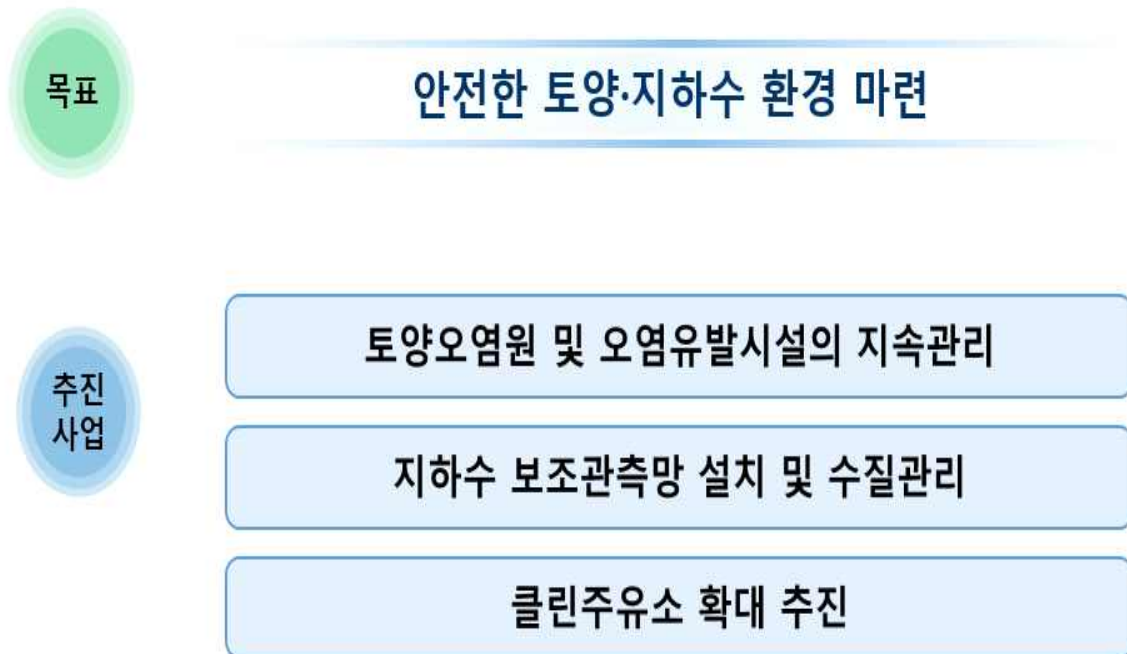 목표
안전한 토양·지하수 환경 마련
추진
사업
토양오염원 및 오염유발시설의 지속관리
지하수 보조관측망 설치 및 수질관리
클린주유소 확대 추진